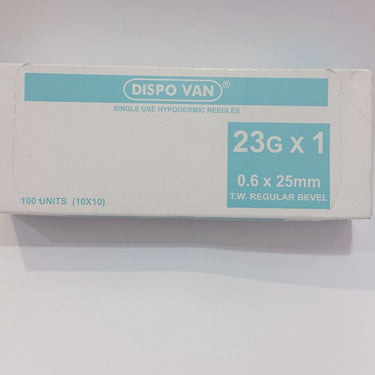 DISPO VAN®
SINGLE USE HYPODERMIC NEEDLES
23G X 1
0.6 x 25mm
T.W. REGULAR BEVEL
100 UNITS (10X10)